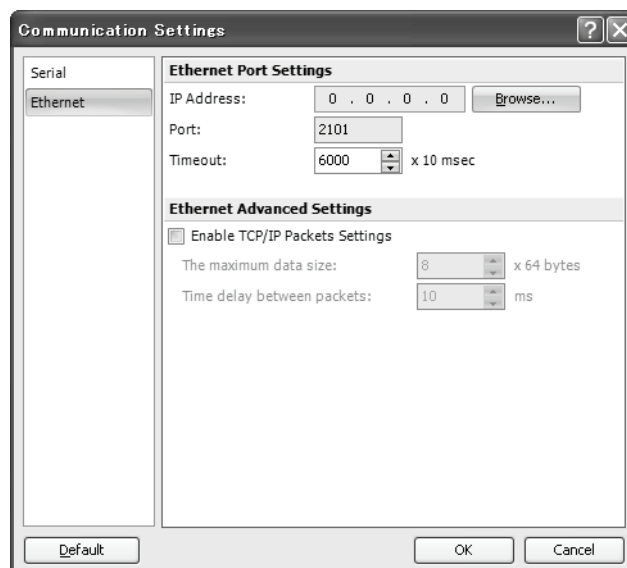 Communication Settings
Serial
Ethernet
Ethernet Port Settings
IP Address: 0 . 0 . 0 . 0 Browse...
Port: 2101
Timeout: 6000 x 10 msec
Ethernet Advanced Settings
Enable TCP/IP Packets Settings
The maximum data size: 8 x 64 bytes
Time delay between packets: 10 ms
Default OK Cancel